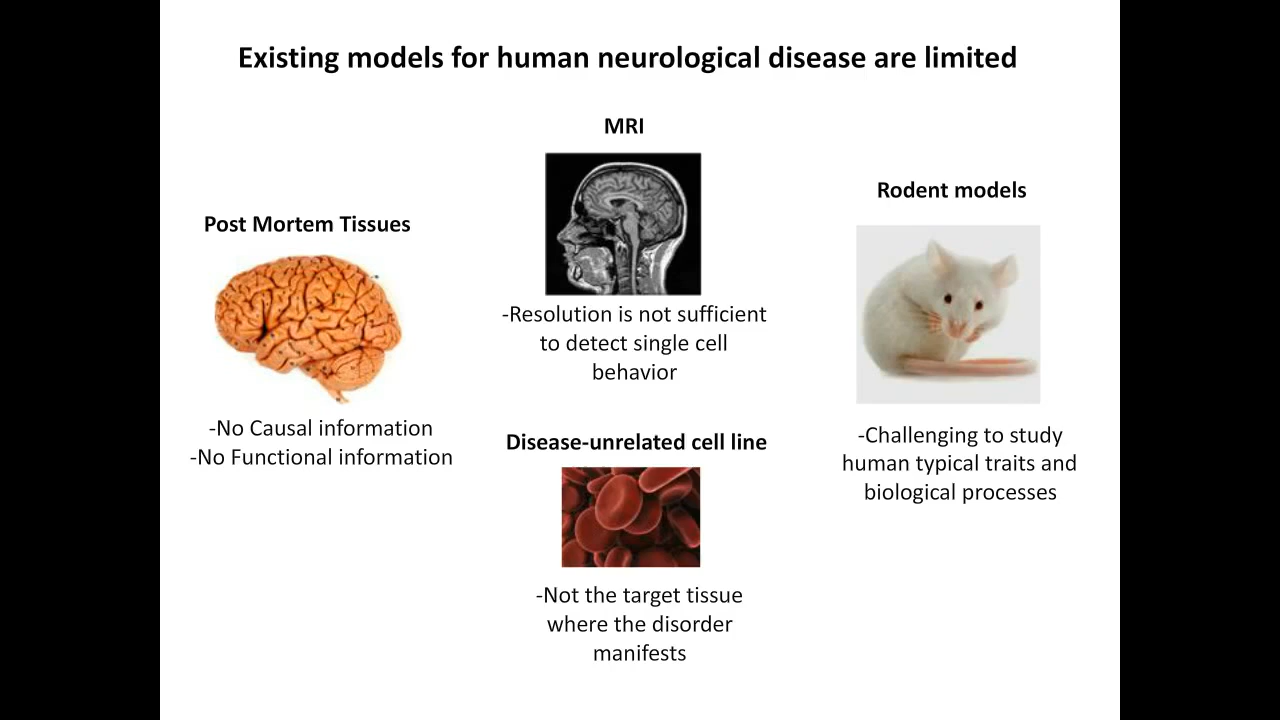 Existing models for human neurological disease are limited
MRI
Rodent models
Post Mortem Tissues
-Resolution is not sufficient
to detect single cell
behavior
-No Causal information
-No Functional information
Disease-unrelated cell line
-Challenging to study
human typical traits and
biological processes
-Not the target tissue
where the disorder
manifests